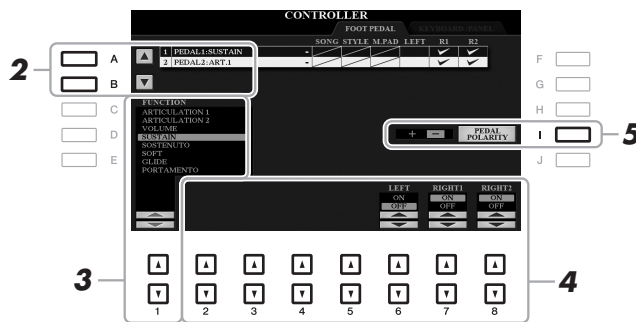 CONTROLLER
FOOT PEDAL KEYBOARD/PANEL
SONG STYLE M.PAD LEFT R1 R2
1 PEDAL1:SUSTAIN -
2 PEDAL2:ART.1 -
2
A
B
C
D
E
F
G
H
I
J
FUNCTION
ARTICULATION 1
ARTICULATION 2
VOLUME
SUSTAIN
SOSTENUTO
SOFT
GLIDE
PORTAMENTO
+ -
PEDAL
POLARITY
5
LEFT RIGHT1 RIGHT2
ON ON ON
OFF OFF OFF
3
4
1 2 3 4 5 6 7 8